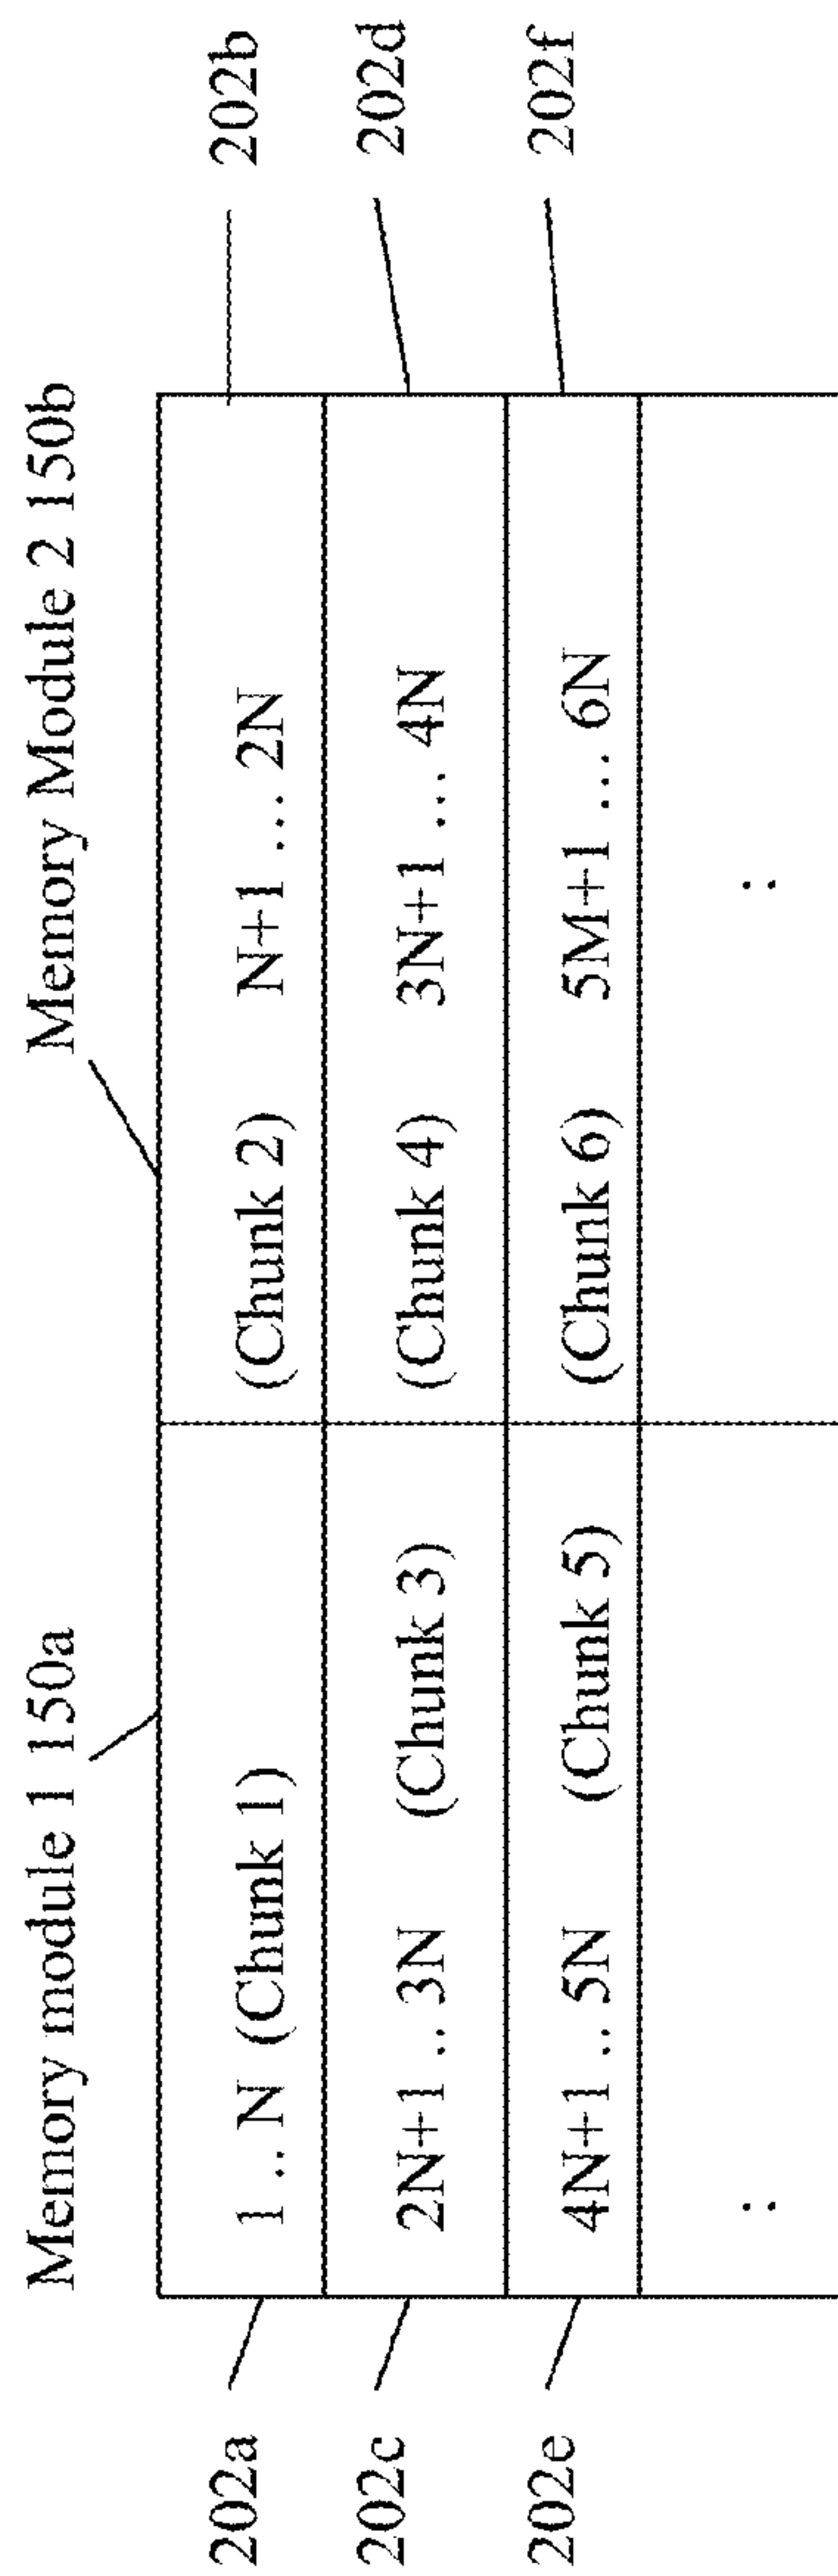 Memory module 1 150a
Memory Module 2 150b
202a
1 .. N (Chunk 1)
(Chunk 2) N+1 ... 2N
202b
202c
2N+1 .. 3N (Chunk 3)
(Chunk 4) 3N+1 ... 4N
202d
202e
4N+1 .. 5N (Chunk 5)
(Chunk 6) 5M+1 ... 6N
202f
:
: